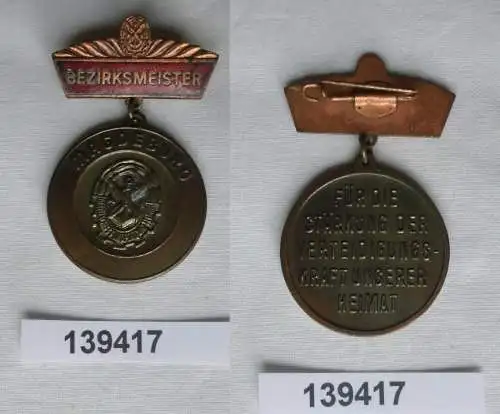 BEZIRKSMEISTER
MAGDEBURG
139417
FÜR DIE
STÄRKUNG DER
VERTEIDIGUNGS-
KRAFT UNSERER
HEIMAT
139417